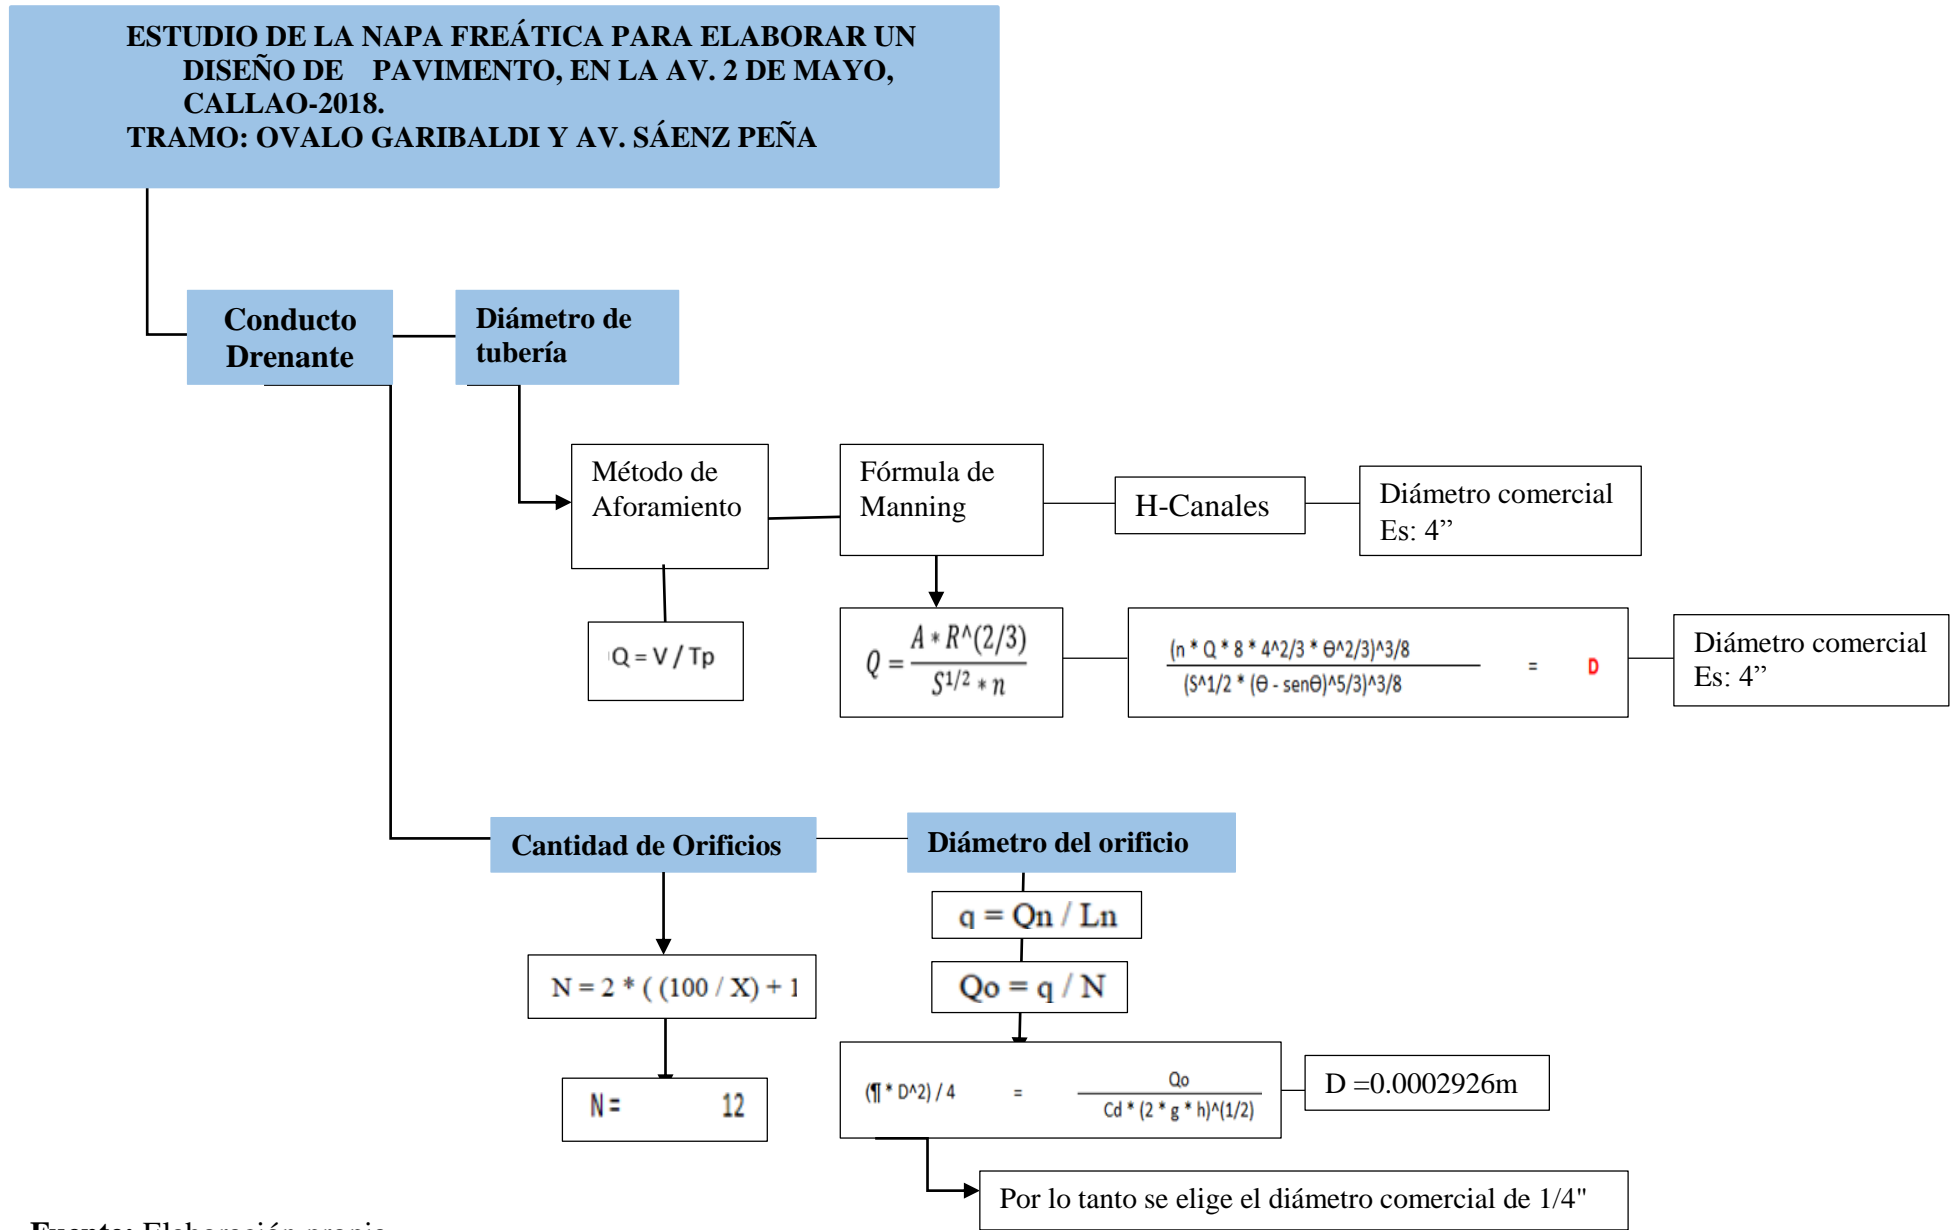 ESTUDIO DE LA NAPA FREÁTICA PARA ELABORAR UN
DISEÑO DE PAVIMENTO, EN LA AV. 2 DE MAYO,
CALLAO-2018.
TRAMO: OVALO GARIBALDI Y AV. SÁENZ PEÑA
Conducto
Drenante
Diámetro de
tubería
Método de
Aforamiento
Fórmula de
Manning
H-Canales
Diámetro comercial
Es: 4”
Q = V / Tp
Q = A * R^(2/3)
S^{1/2} * n
(n * Q * 8 * 4^2/3 * Ɵ^2/3)^3/8
(S^1/2 * (Ɵ - senƟ)^5/3)^3/8
= D
Diámetro comercial
Es: 4”
Cantidad de Orificios
Diámetro del orificio
q = Qn / Ln
N = 2 * ( (100 / X) + 1
Qo = q / N
N = 12
(¶ * D^2) / 4 =
Qo
Cd * (2 * g * h)^(1/2)
D =0.0002926m
Por lo tanto se elige el diámetro comercial de 1/4"
Fuente: Elaboración propia